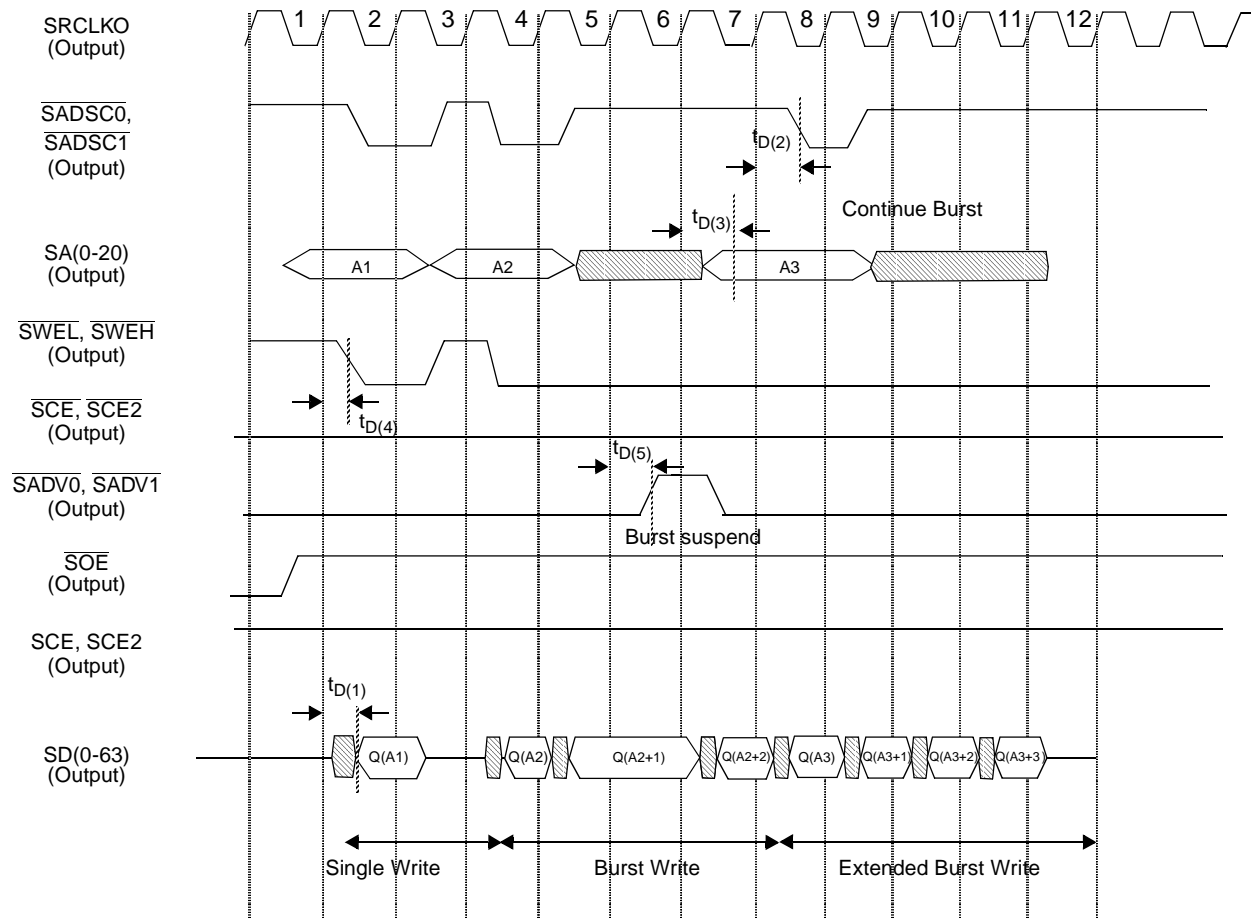 SRCLKO
(Output)
1 2 3 4 5 6 7 8 9 10 11 12
SADSC0,
SADSC1
(Output)
tD(2)
Continue Burst
tD(3)
SA(0-20)
(Output)
A1 A2 A3
SWEL, SWEH
(Output)
SCE, SCE2
(Output)
tD(4)
tD(5)
SADV0, SADV1
(Output)
Burst suspend
SOE
(Output)
SCE, SCE2
(Output)
tD(1)
SD(0-63)
(Output)
Q(A1) Q(A2) Q(A2+1) Q(A2+2) Q(A3) Q(A3+1) Q(A3+2) Q(A3+3)
Single Write Burst Write Extended Burst Write